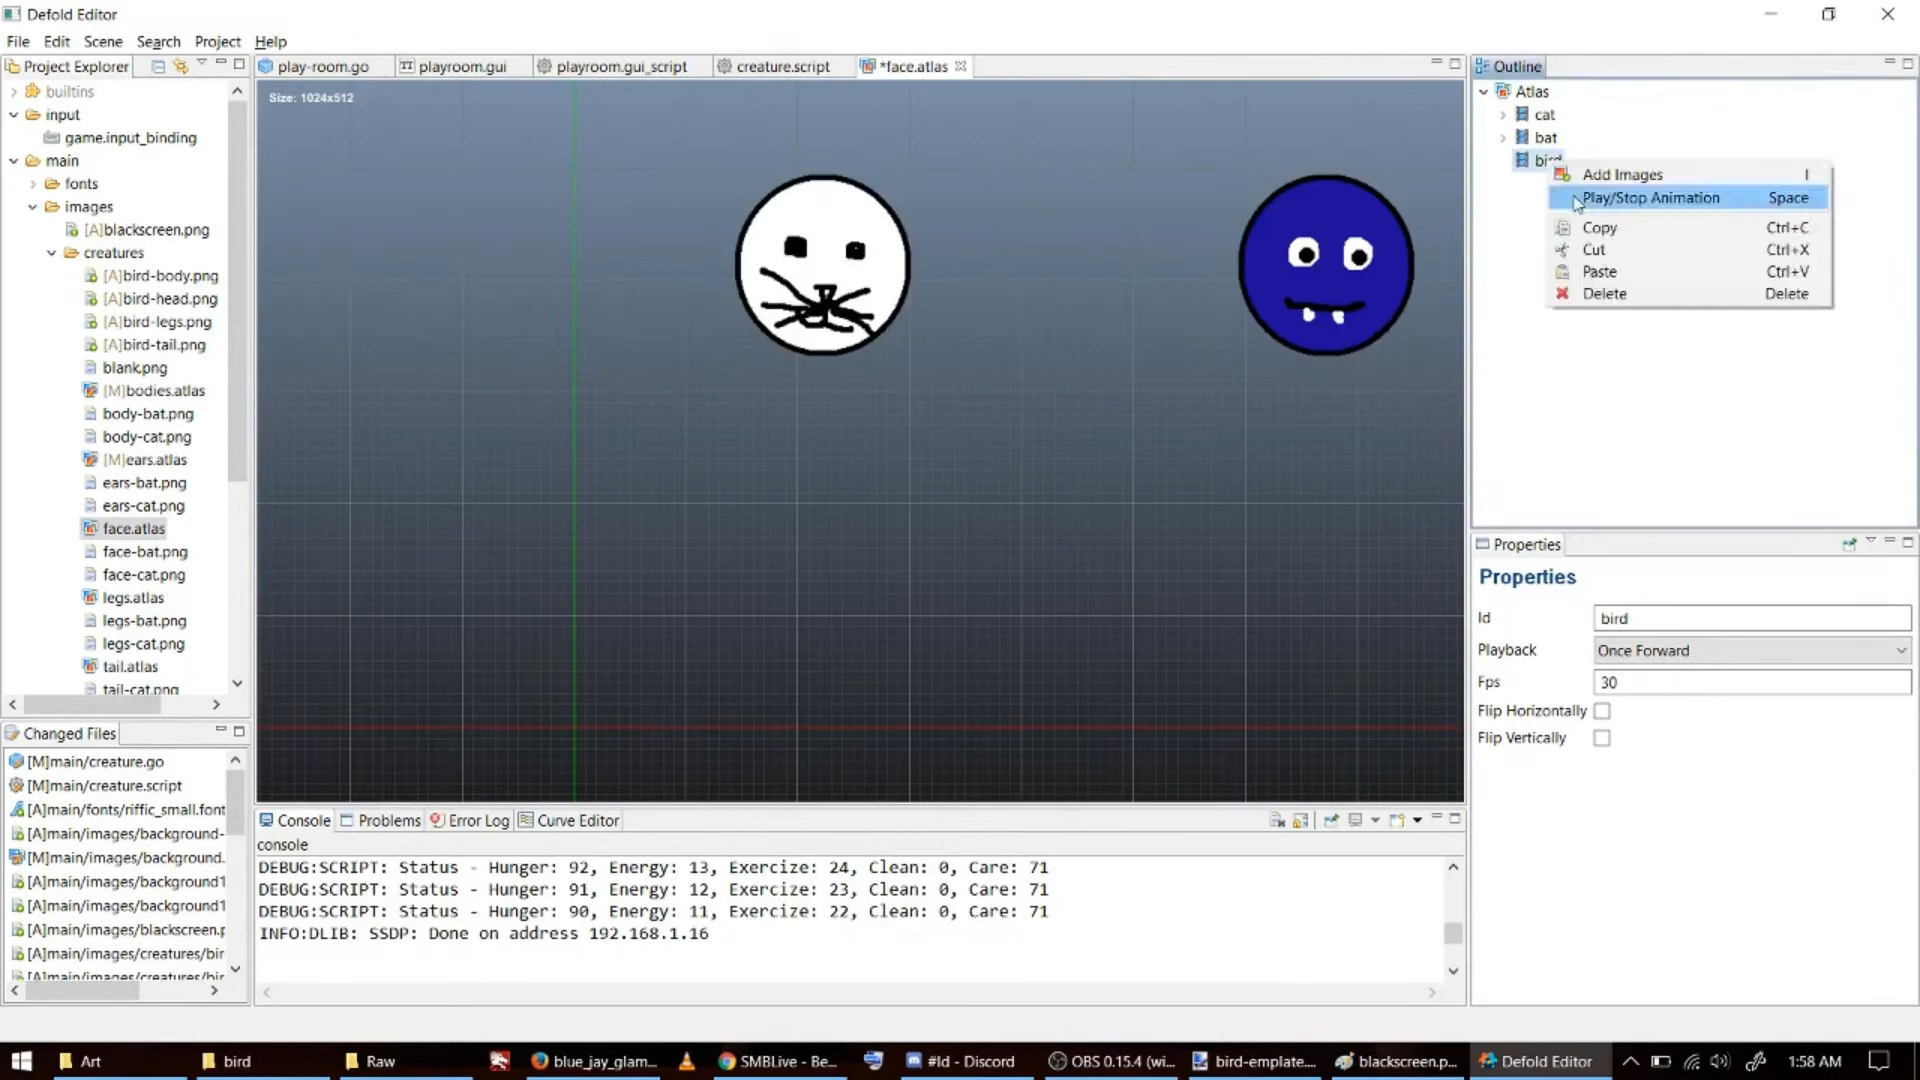 Defold Editor
File Edit Scene Search Project Help
Project Explorer
builtins
input
game.input_binding
main
fonts
images
[A]blackscreen.png
creatures
[A]bird-body.png
[A]bird-head.png
[A]bird-legs.png
[A]bird-tail.png
blank.png
[M]bodies.atlas
body-bat.png
body-cat.png
[M]ears.atlas
ears-bat.png
ears-cat.png
face.atlas
face-bat.png
face-cat.png
legs.atlas
legs-bat.png
legs-cat.png
tail.atlas
tail-cat.png
Changed Files
[M]main/creature.go
[M]main/creature.script
[A]main/fonts/riffic_small.font
[A]main/images/background-
[M]main/images/background.
[A]main/images/background1
[A]main/images/background1
[A]main/images/blackscreen.p
[A]main/images/creatures/bir
[A]main/images/creatures/bir
play-room.go playroom.gui playroom.gui_script creature.script *face.atlas
Size: 1024x512
Console Problems Error Log Curve Editor
console
DEBUG:SCRIPT: Status - Hunger: 92, Energy: 13, Exercize: 24, Clean: 0, Care: 71
DEBUG:SCRIPT: Status - Hunger: 91, Energy: 12, Exercize: 23, Clean: 0, Care: 71
DEBUG:SCRIPT: Status - Hunger: 90, Energy: 11, Exercize: 22, Clean: 0, Care: 71
INFO:DLIB: SSDP: Done on address 192.168.1.16
Outline
Atlas
cat
bat
bird
Add Images I
Play/Stop Animation Space
Copy Ctrl+C
Cut Ctrl+X
Paste Ctrl+V
Delete Delete
Properties
Properties
Id bird
Playback Once Forward
Fps 30
Flip Horizontally
Flip Vertically
Art bird Raw blue_jay_glam... SMBLive - Be... #ld - Discord OBS 0.15.4 (wi... bird-emplate.... blackscreen.p... Defold Editor 1:58 AM